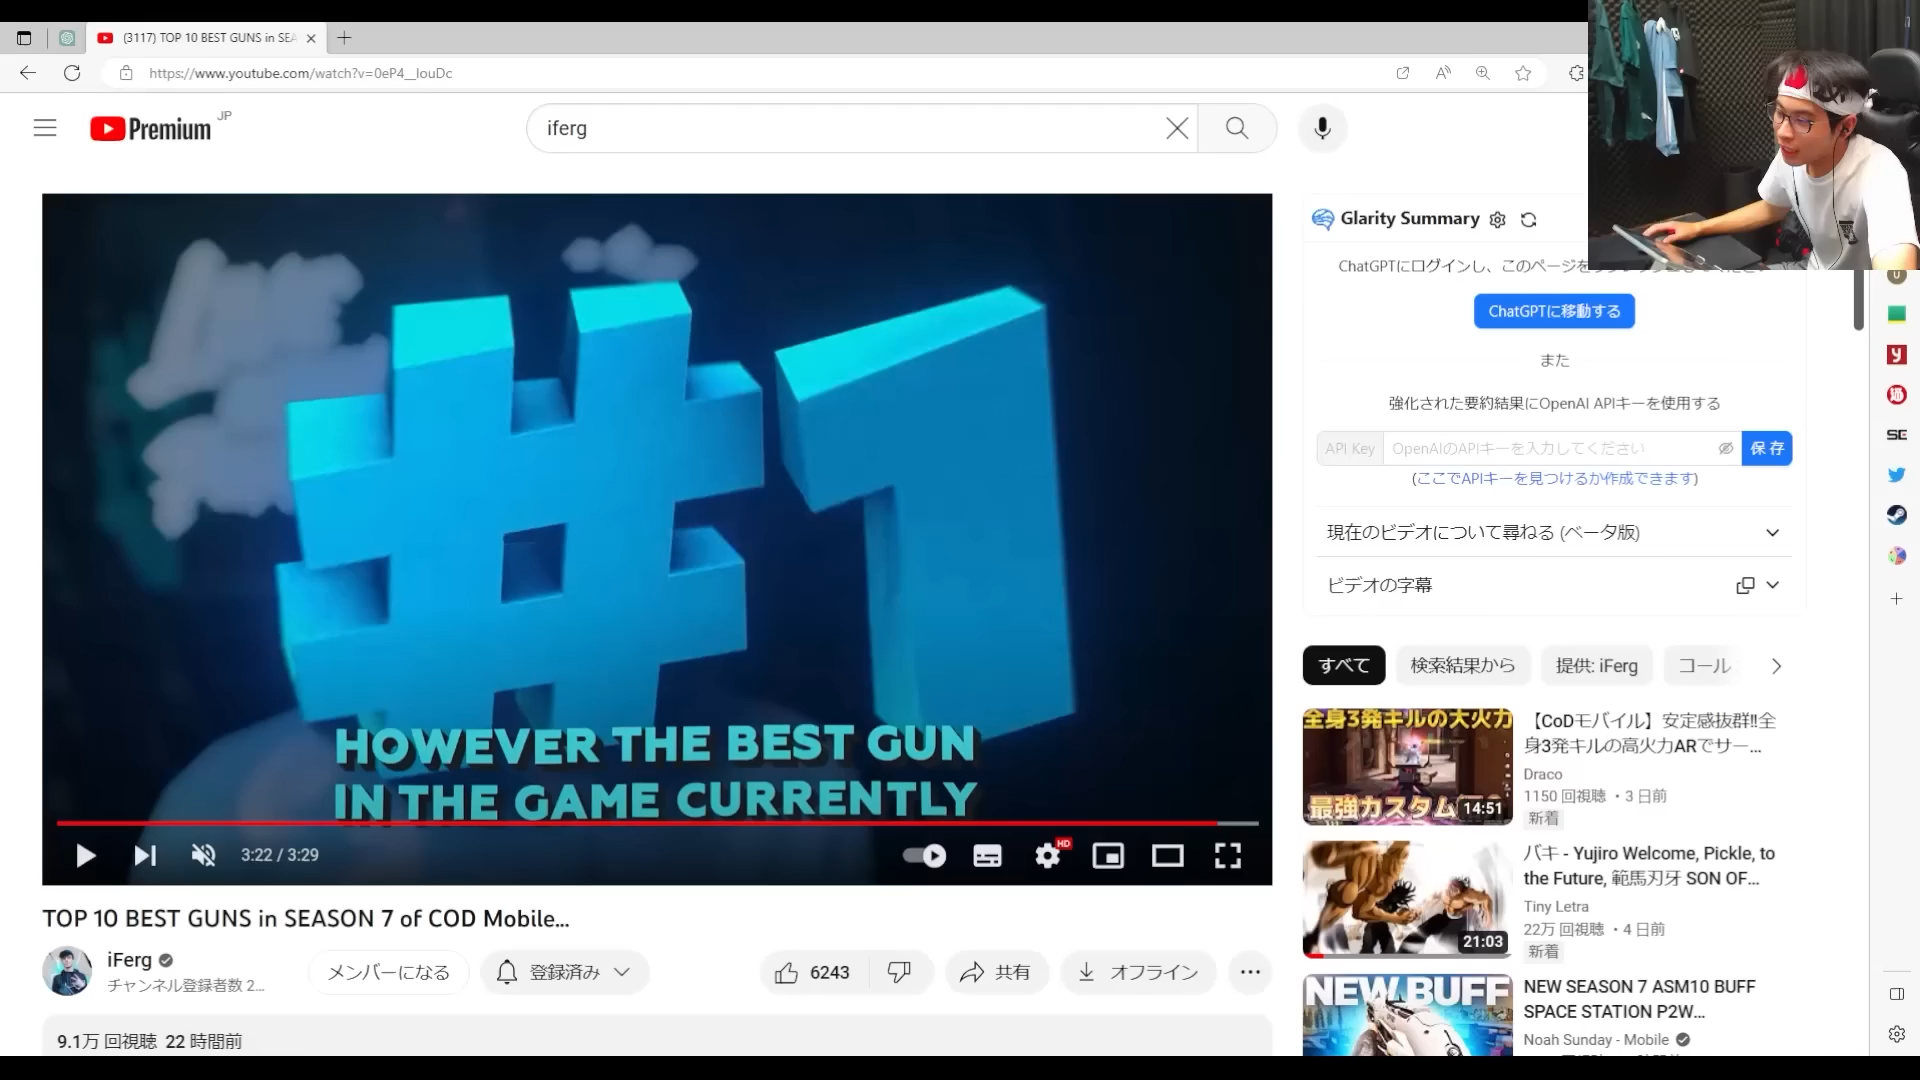 (3117) TOP 10 BEST GUNS in SEA
https://www.youtube.com/watch?v=0eP4__IouDc
Premium JP
iferg
#1
HOWEVER THE BEST GUN
IN THE GAME CURRENTLY
3:22 / 3:29
HD
TOP 10 BEST GUNS in SEASON 7 of COD Mobile...
iFerg
チャンネル登録者数 2...
メンバーになる
登録済み
6243
共有
オフライン
9.1万 回視聴 22 時間前
Glarity Summary
ChatGPTにログインし、このページを
ChatGPTに移動する
また
強化された要約結果にOpenAI APIキーを使用する
API Key
OpenAIのAPIキーを入力してください
保存
(ここでAPIキーを見つけるか作成できます)
現在のビデオについて尋ねる (ベータ版)
ビデオの字幕
すべて
検索結果から
提供: iFerg
コール
全身3発キルの大火力
最強カスタム
14:51
【CoDモバイル】安定感抜群!!全
身3発キルの高火力ARでサー...
Draco
1150 回視聴 ・3 日前
新着
21:03
バキ - Yujiro Welcome, Pickle, to
the Future, 範馬刃牙 SON OF...
Tiny Letra
22万 回視聴 ・4 日前
新着
NEW BUFF
NEW SEASON 7 ASM10 BUFF
SPACE STATION P2W...
Noah Sunday - Mobile